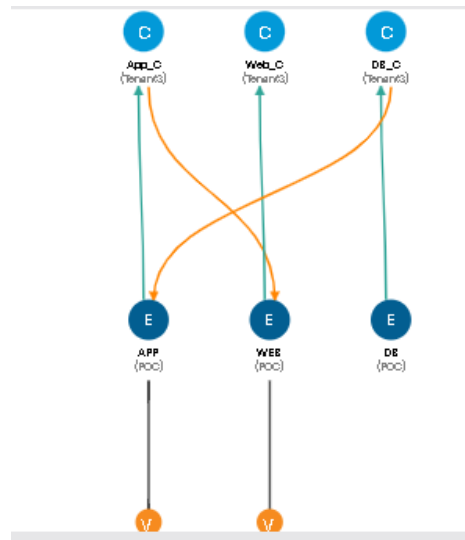 C C C
App_C Web_C DB_C
(Tenant3) (Tenant3) (Tenant3)
E E E
APP WEB DB
(POC) (POC) (POC)
V V